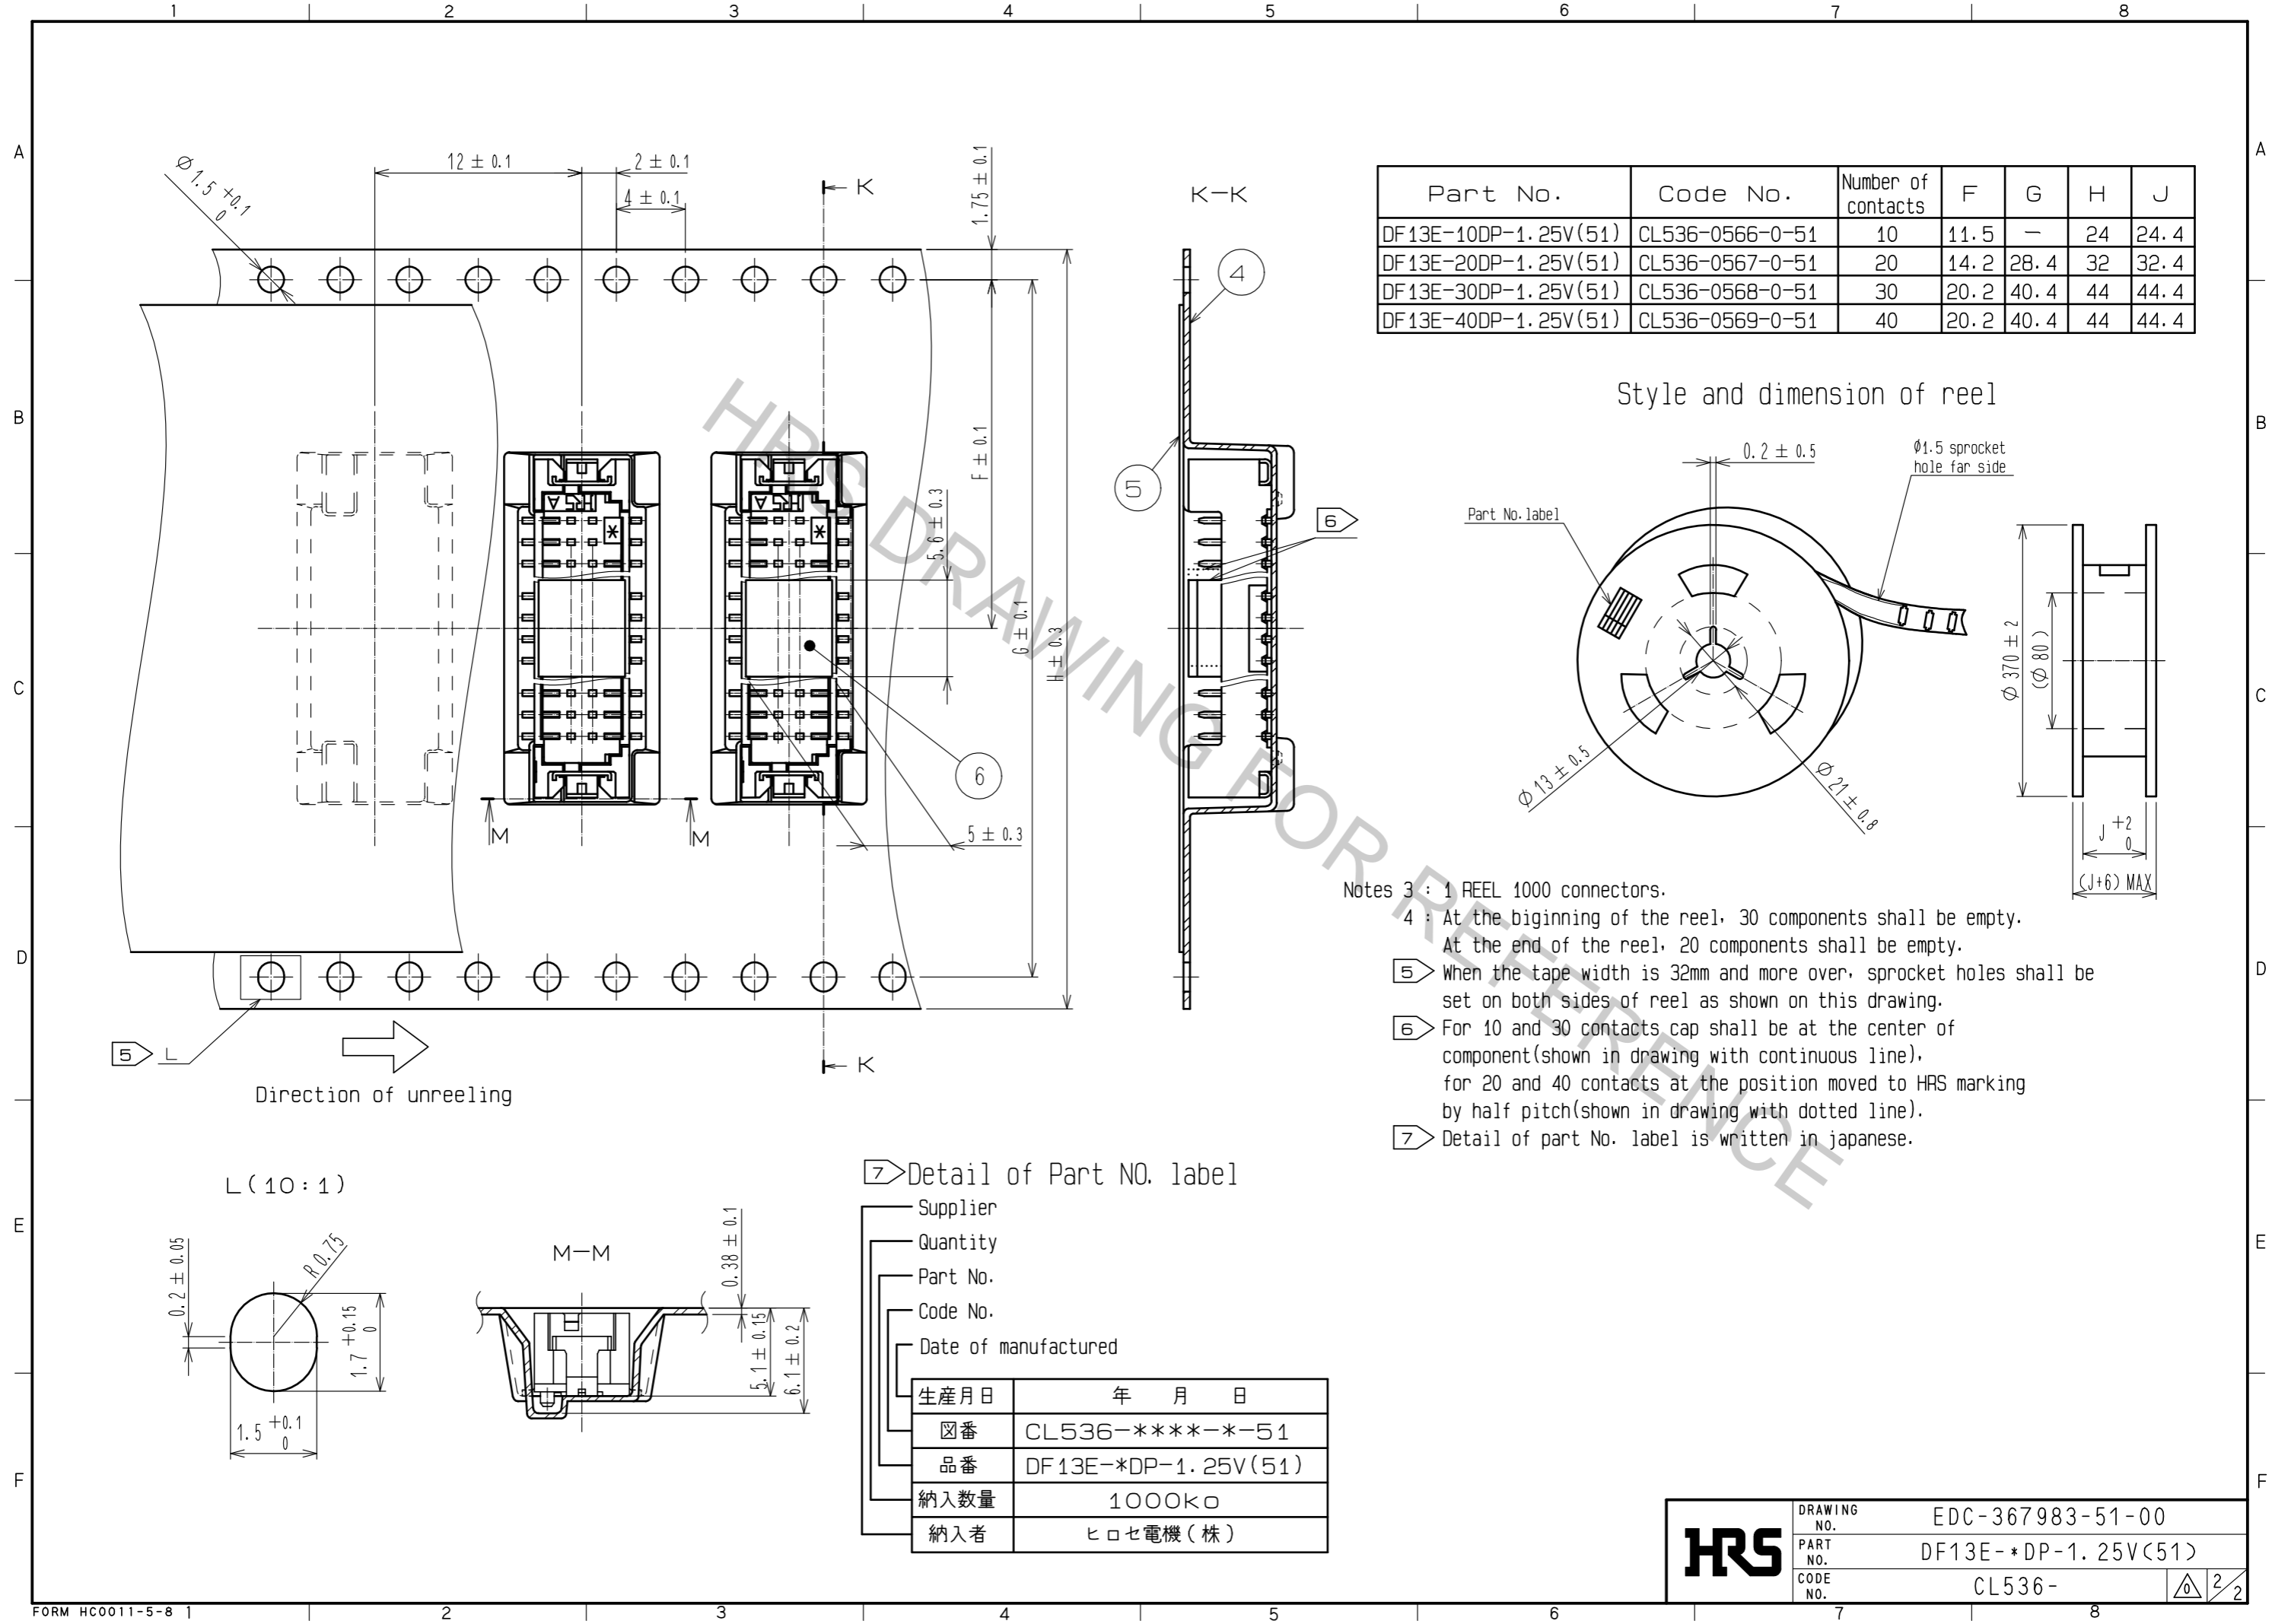 1 2 3 4 5 6 7 8
A
B
C
D
E
F
Ø1.5 +0.1 0
12 ± 0.1
2 ± 0.1
4 ± 0.1
K
1.75 ± 0.1
F ± 0.1
5.6 ± 0.3
G ± 0.1
H ± 0.3
6
5 ± 0.3
M
M
K
5 L
Direction of unreeling
K-K
4
5
6
Part No. Code No. Number of contacts F G H J
DF13E-10DP-1.25V(51) CL536-0566-0-51 10 11.5 - 24 24.4
DF13E-20DP-1.25V(51) CL536-0567-0-51 20 14.2 28.4 32 32.4
DF13E-30DP-1.25V(51) CL536-0568-0-51 30 20.2 40.4 44 44.4
DF13E-40DP-1.25V(51) CL536-0569-0-51 40 20.2 40.4 44 44.4
Style and dimension of reel
0.2 ± 0.5
Ø1.5 sprocket
hole far side
Part No.label
Ø 370 ± 2
(Ø 80)
Ø 13 ± 0.5
Ø 21 ± 0.8
J +2 0
(J+6) MAX
HRS DRAWING FOR REFERENCE
Notes 3 : 1 REEL 1000 connectors.
4 : At the biginning of the reel, 30 components shall be empty.
At the end of the reel, 20 components shall be empty.
5 When the tape width is 32mm and more over, sprocket holes shall be
set on both sides of reel as shown on this drawing.
6 For 10 and 30 contacts cap shall be at the center of
component(shown in drawing with continuous line),
for 20 and 40 contacts at the position moved to HRS marking
by half pitch(shown in drawing with dotted line).
7 Detail of part No. label is written in japanese.
L(10:1)
0.2 ± 0.05
R 0.75
1.7 +0.15 0
1.5 +0.1 0
M-M
0.38 ± 0.1
5.1 ± 0.15
6.1 ± 0.2
7 Detail of Part NO. label
Supplier
Quantity
Part No.
Code No.
Date of manufactured
生産月日 年 月 日
図番 CL536-****-*-51
品番 DF13E-*DP-1.25V(51)
納入数量 1000ko
納入者 ヒロセ電機(株)
HRS
DRAWING NO. EDC-367983-51-00
PART NO. DF13E-*DP-1.25V(51)
CODE NO. CL536- 0 2/2
FORM HC0011-5-8 1 2 3 4 5 6 7 8
A
B
C
D
E
F